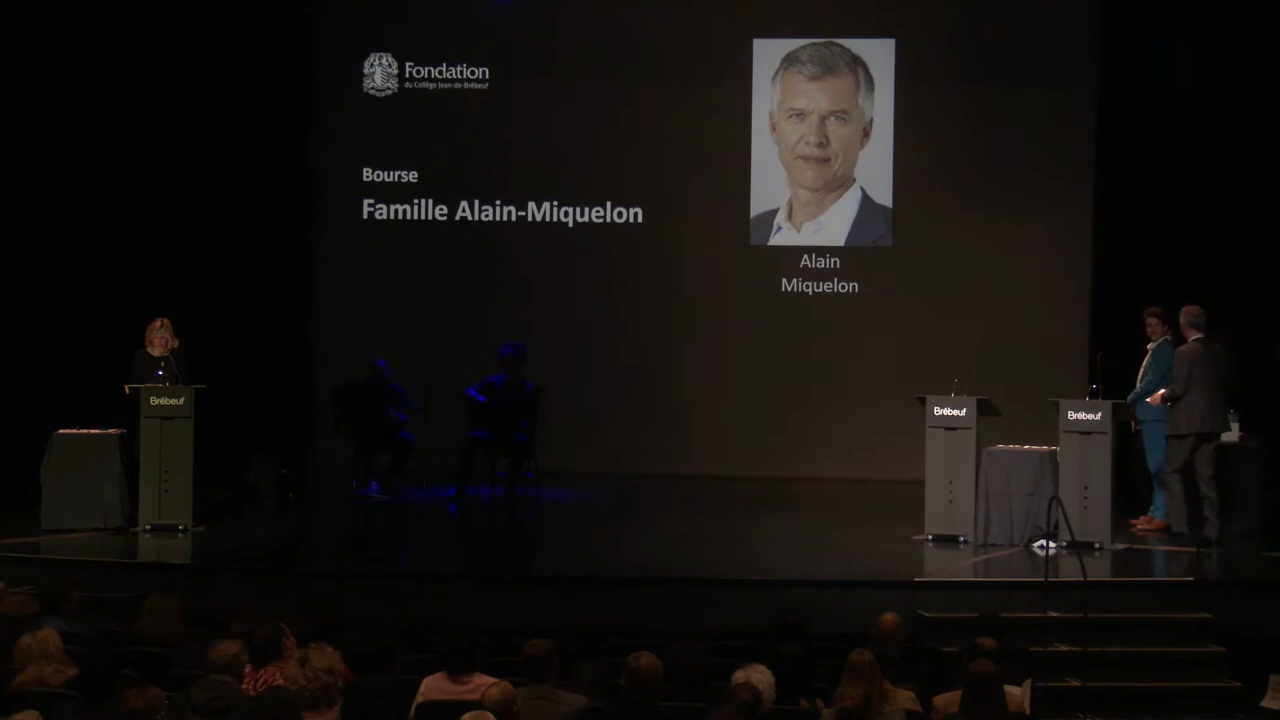 Fondation
du Collège Jean-de-Brébeuf
Bourse
Famille Alain-Miquelon
Alain
Miquelon
Brébeuf
Brébeuf
Brébeuf